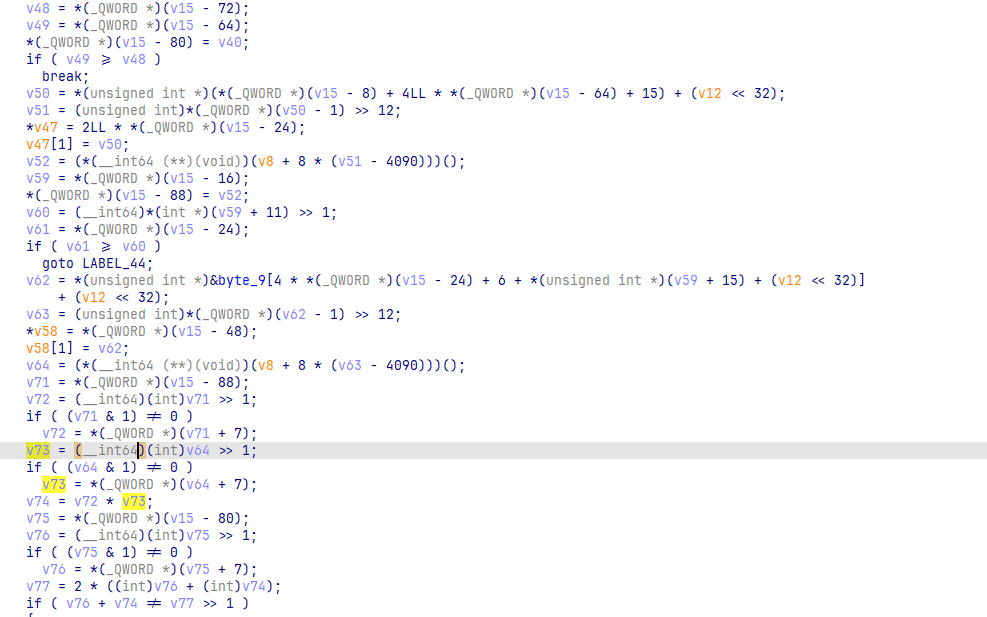 v48 = *(_QWORD *)(v15 - 72);
v49 = *(_QWORD *)(v15 - 64);
*(_QWORD *)(v15 - 80) = v40;
if ( v49 >= v48 )
break;
v50 = *(unsigned int *)(*(_QWORD *)(v15 - 8) + 4LL * *(_QWORD *)(v15 - 64) + 15) + (v12 << 32);
v51 = (unsigned int)*(_QWORD *)(v50 - 1) >> 12;
*v47 = 2LL * *(_QWORD *)(v15 - 24);
v47[1] = v50;
v52 = (*(__int64 (**)(void))(v8 + 8 * (v51 - 4090)))();
v59 = *(_QWORD *)(v15 - 16);
*(_QWORD *)(v15 - 88) = v52;
v60 = (__int64)*(int *)(v59 + 11) >> 1;
v61 = *(_QWORD *)(v15 - 24);
if ( v61 >= v60 )
goto LABEL_44;
v62 = *(unsigned int *)&byte_9[4 * *(_QWORD *)(v15 - 24) + 6 + *(unsigned int *)(v59 + 15) + (v12 << 32)]
+ (v12 << 32);
v63 = (unsigned int)*(_QWORD *)(v62 - 1) >> 12;
*v58 = *(_QWORD *)(v15 - 48);
v58[1] = v62;
v64 = (*(__int64 (**)(void))(v8 + 8 * (v63 - 4090)))();
v71 = *(_QWORD *)(v15 - 88);
v72 = (__int64)(int)v71 >> 1;
if ( (v71 & 1) != 0 )
v72 = *(_QWORD *)(v71 + 7);
v73 = (__int64)(int)v64 >> 1;
if ( (v64 & 1) != 0 )
v73 = *(_QWORD *)(v64 + 7);
v74 = v72 * v73;
v75 = *(_QWORD *)(v15 - 80);
v76 = (__int64)(int)v75 >> 1;
if ( (v75 & 1) != 0 )
v76 = *(_QWORD *)(v75 + 7);
v77 = 2 * ((int)v76 + (int)v74);
if ( v76 + v74 != v77 >> 1 )